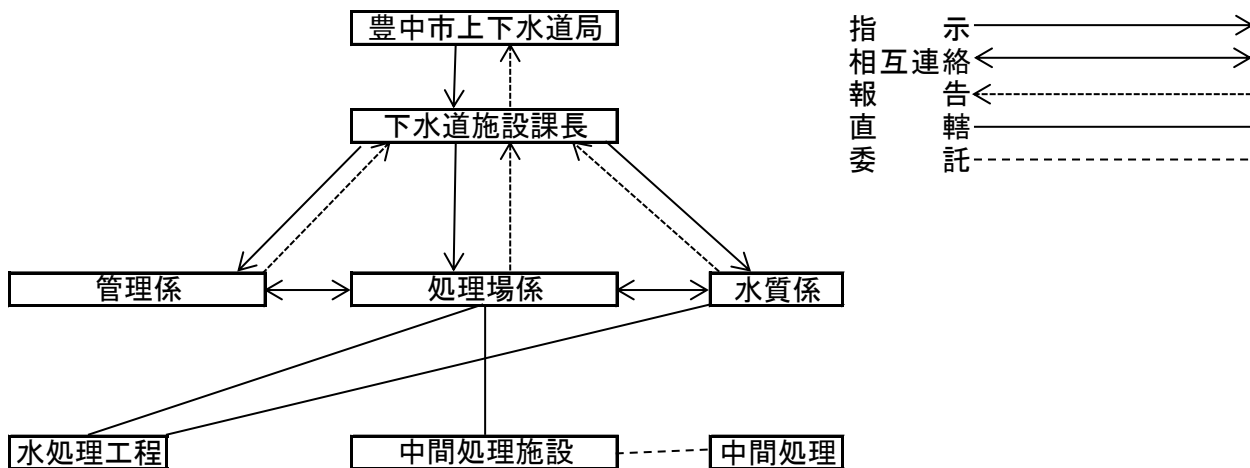 豊中市上下水道局
指示
相互連絡
報告
直轄
委託
下水道施設課長
管理係
処理場係
水質係
水処理工程
中間処理施設
中間処理